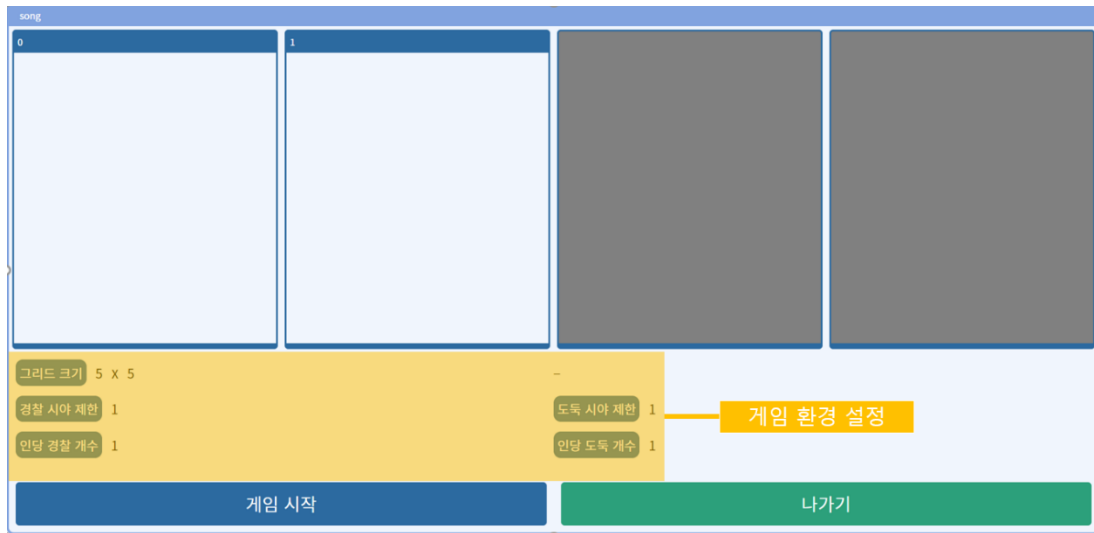 song
0
1
그리드 크기 5 X 5 –
경찰 시야 제한 1 도둑 시야 제한 1
게임 환경 설정
인당 경찰 개수 1 인당 도둑 개수 1
게임 시작 나가기